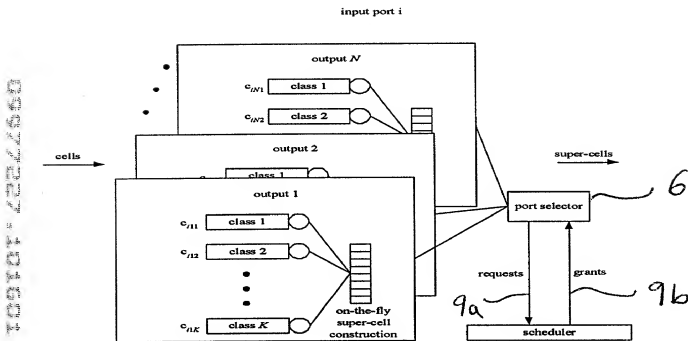 input port i
output N
c_iN1 class 1
c_iN2 class 2
output 2
class 1
cells
super-cells
output 1
port selector
6
c_i11 class 1
c_i12 class 2
requests
grants
9a
9b
on-the-fly
super-cell
construction
c_i1K class K
scheduler